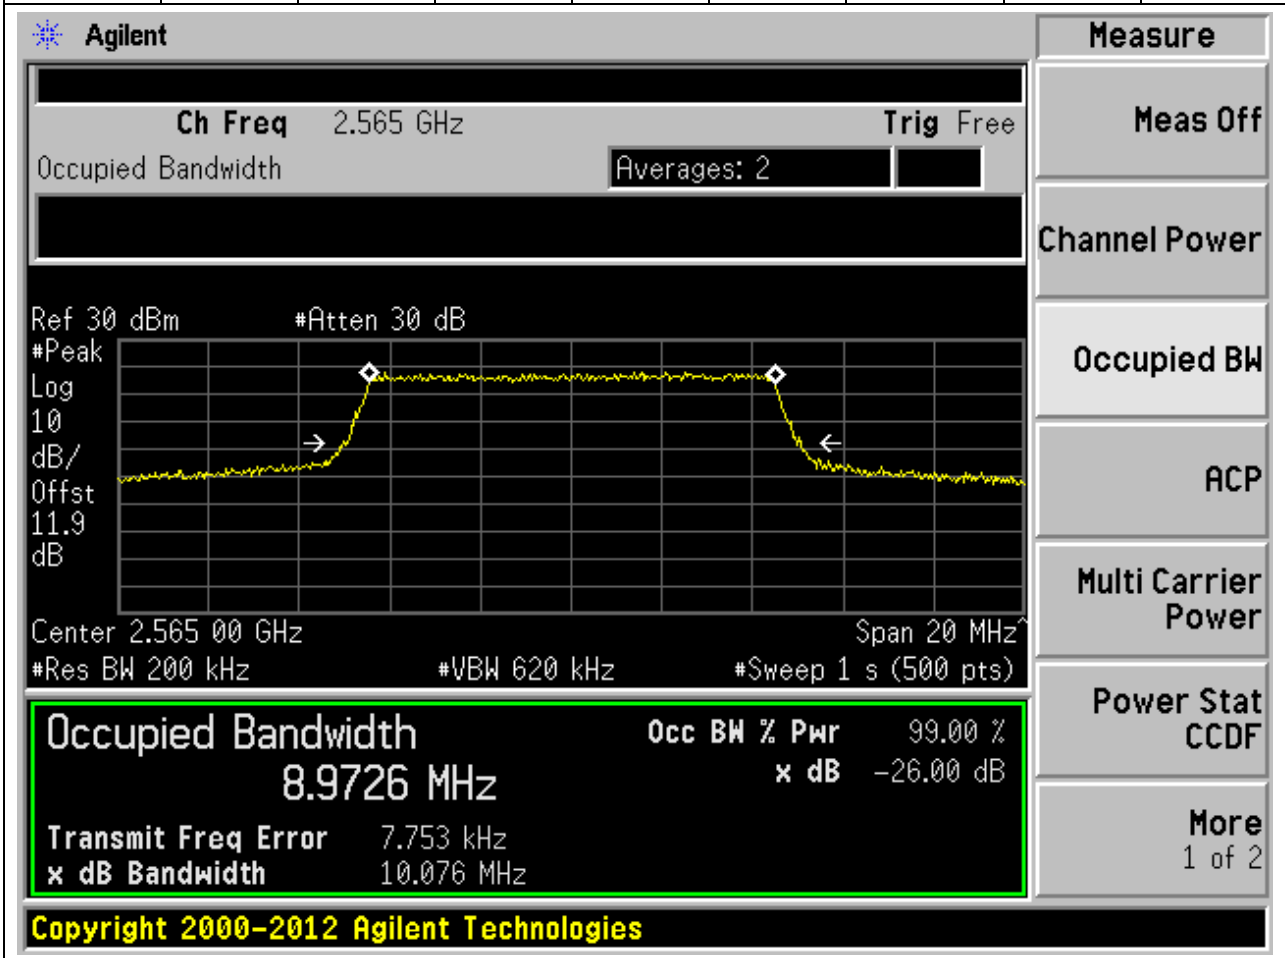 Agilent
Measure
Ch Freq 2.565 GHz Trig Free
Occupied Bandwidth Averages: 2
Meas Off
Channel Power
Occupied BW
ACP
Multi Carrier
Power
Power Stat
CCDF
More
1 of 2
Ref 30 dBm #Atten 30 dB
#Peak
Log
10
dB/
Offst
11.9
dB
Center 2.565 00 GHz Span 20 MHz^
#Res BW 200 kHz #VBW 620 kHz #Sweep 1 s (500 pts)
Occupied Bandwidth Occ BW % Pwr 99.00 %
8.9726 MHz x dB -26.00 dB
Transmit Freq Error 7.753 kHz
x dB Bandwidth 10.076 MHz
Copyright 2000-2012 Agilent Technologies